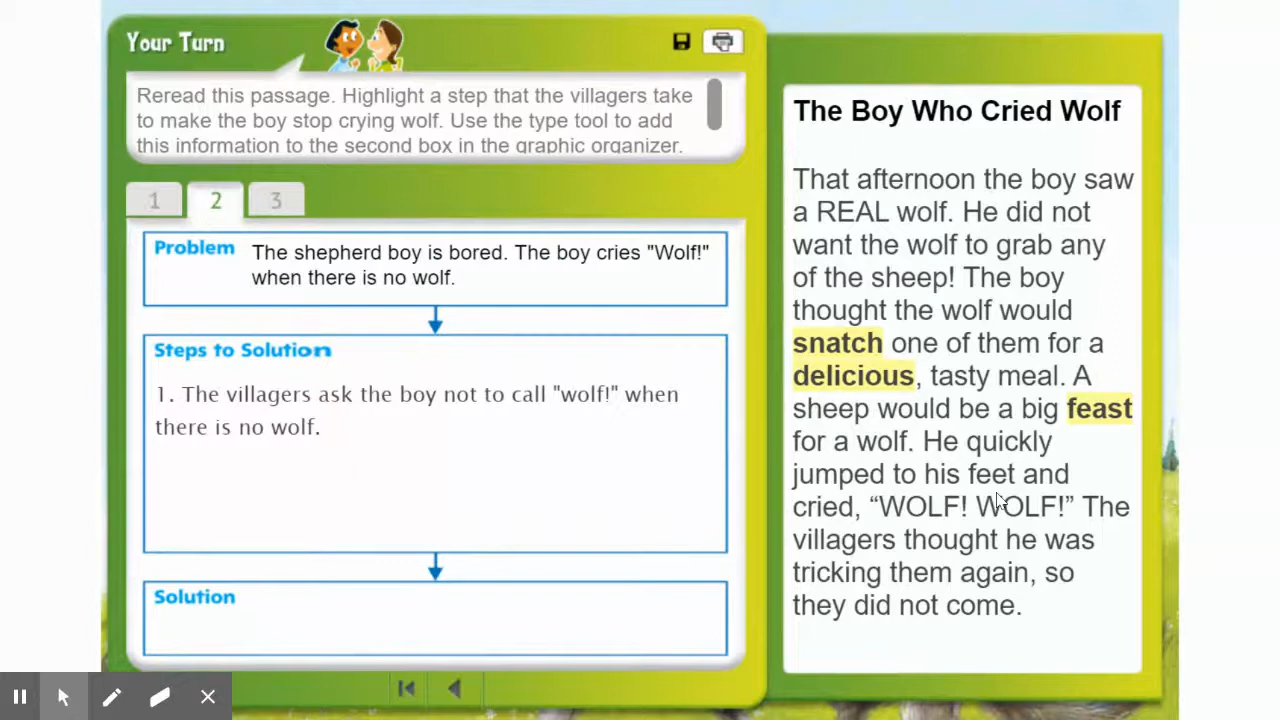 Your Turn
Reread this passage. Highlight a step that the villagers take
to make the boy stop crying wolf. Use the type tool to add
this information to the second box in the graphic organizer.
1 2 3
Problem The shepherd boy is bored. The boy cries "Wolf!"
when there is no wolf.
Steps to Solution
1. The villagers ask the boy not to call "wolf!" when
there is no wolf.
Solution
The Boy Who Cried Wolf
That afternoon the boy saw
a REAL wolf. He did not
want the wolf to grab any
of the sheep! The boy
thought the wolf would
snatch one of them for a
delicious, tasty meal. A
sheep would be a big feast
for a wolf. He quickly
jumped to his feet and
cried, “WOLF! WOLF!” The
villagers thought he was
tricking them again, so
they did not come.